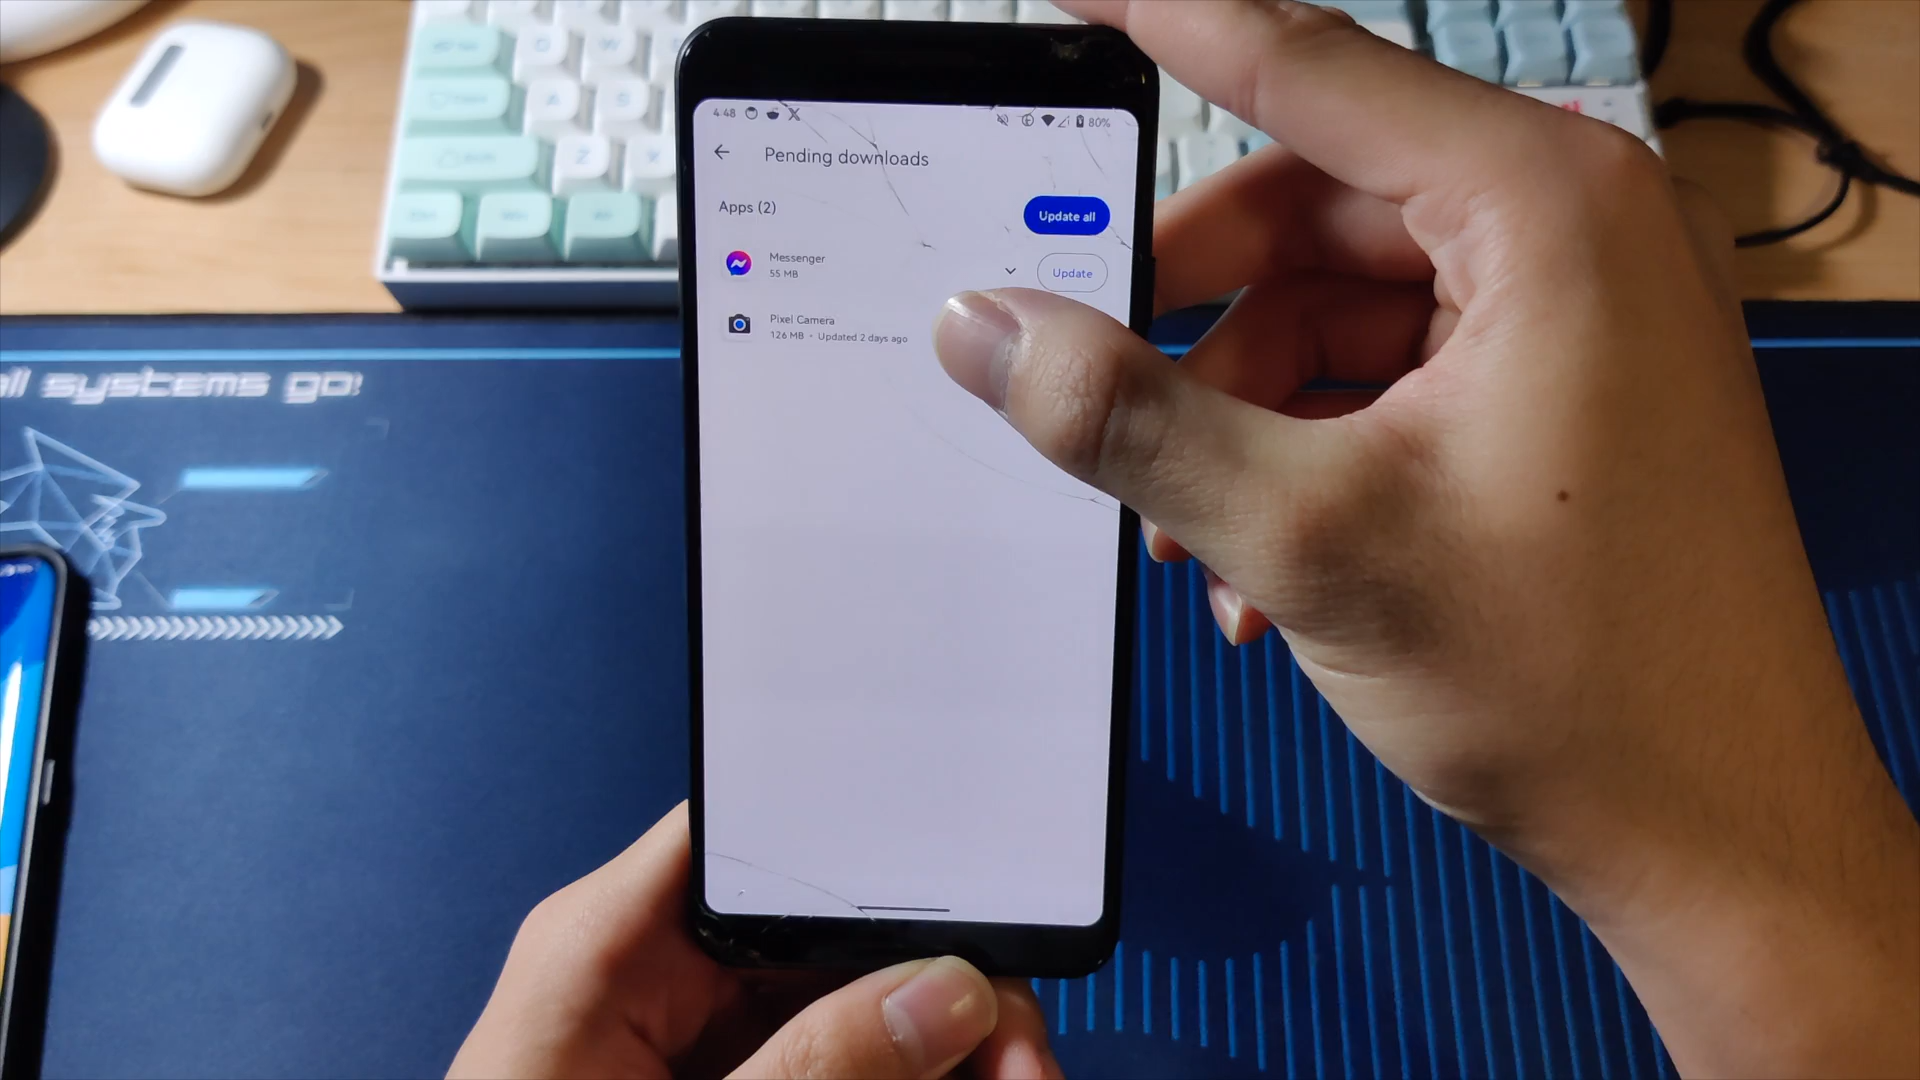 4:48
80%
Pending downloads
Apps (2)
Update all
Messenger
55 MB
Update
Pixel Camera
126 MB • Updated 2 days ago
all systems go!